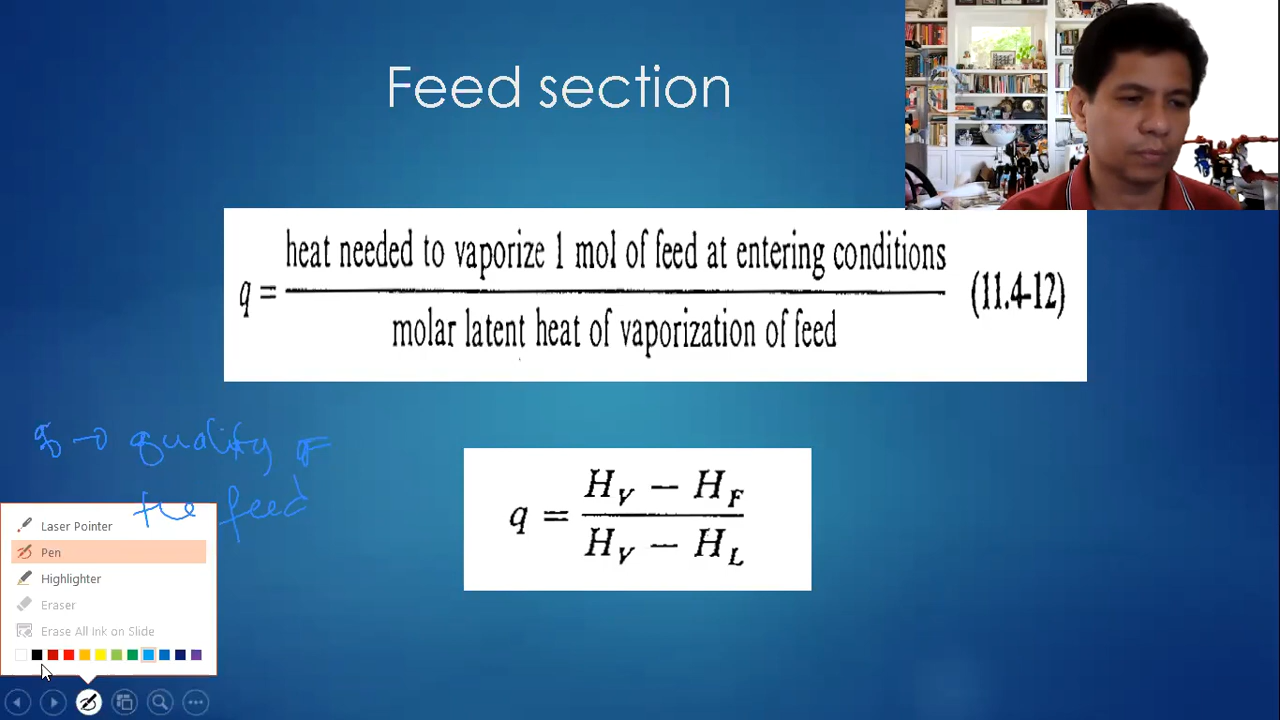 Feed section
q = heat needed to vaporize 1 mol of feed at entering conditions / molar latent heat of vaporization of feed (11.4-12)
q → quality of
the feed
q = (H_V − H_F) / (H_V − H_L)
Laser Pointer
Pen
Highlighter
Eraser
Erase All Ink on Slide